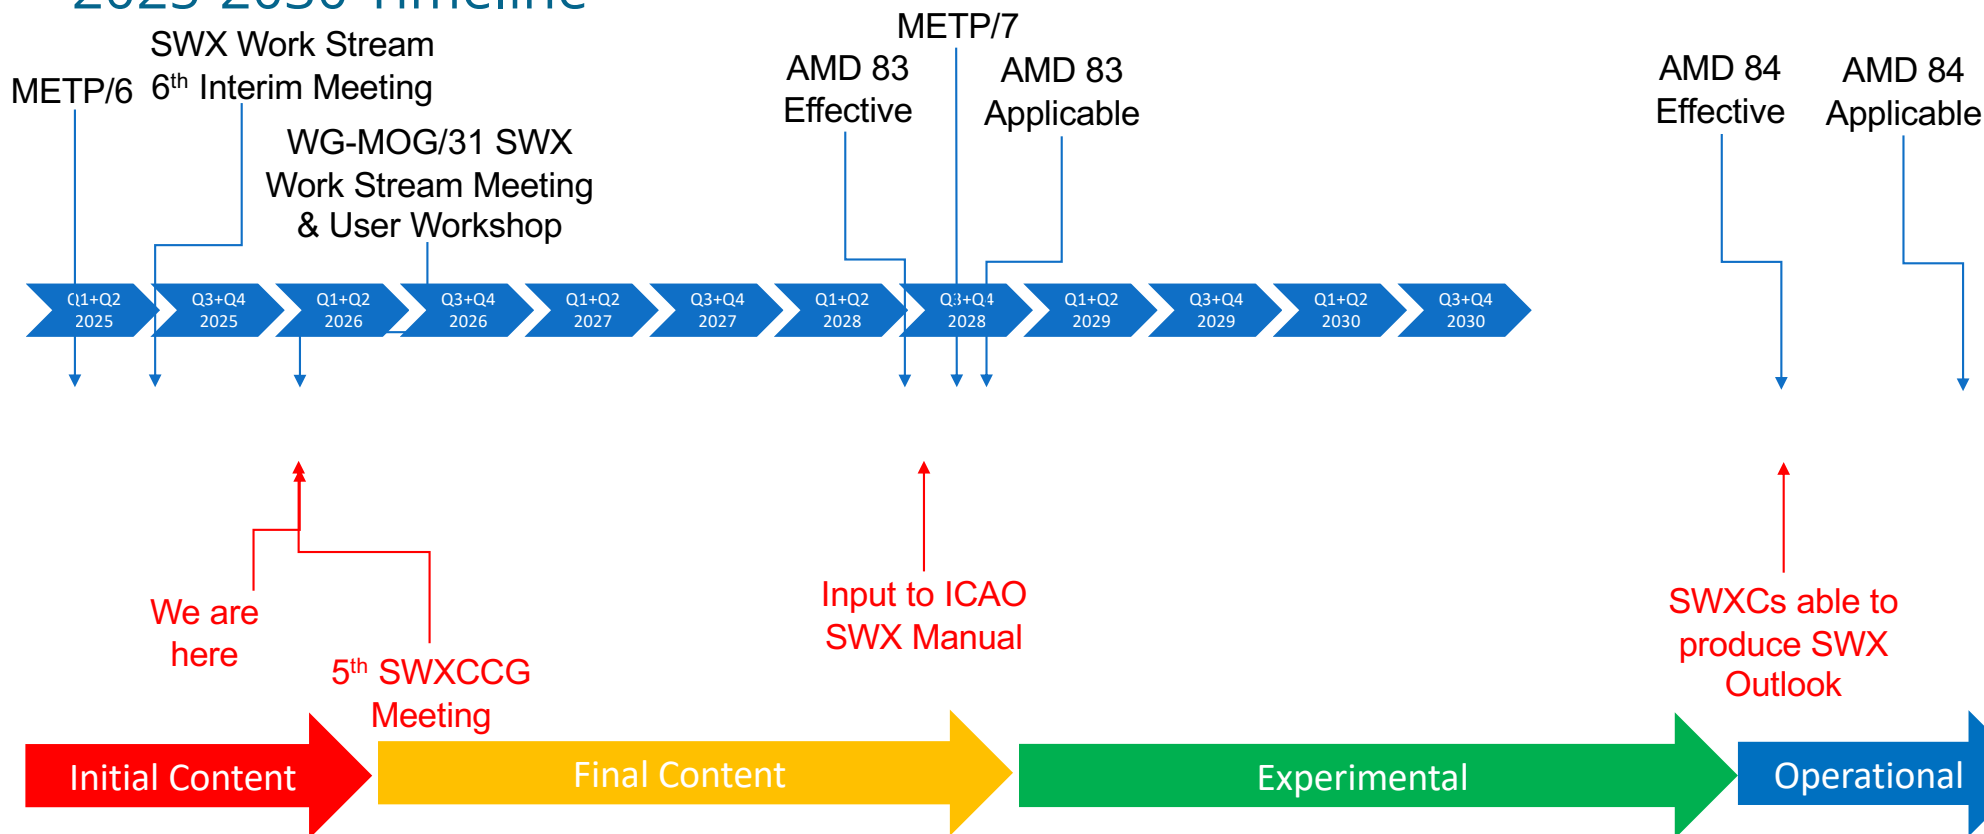 2025-2030 Timeline
METP/6
SWX Work Stream
6th Interim Meeting
WG-MOG/31 SWX
Work Stream Meeting
& User Workshop
AMD 83
Effective
METP/7
AMD 83
Applicable
AMD 84
Effective
AMD 84
Applicable
Q1+Q2
2025
Q3+Q4
2025
Q1+Q2
2026
Q3+Q4
2026
Q1+Q2
2027
Q3+Q4
2027
Q1+Q2
2028
Q3+Q4
2028
Q1+Q2
2029
Q3+Q4
2029
Q1+Q2
2030
Q3+Q4
2030
We are
here
5th SWXCCG
Meeting
Input to ICAO
SWX Manual
SWXCs able to
produce SWX
Outlook
Initial Content
Final Content
Experimental
Operational